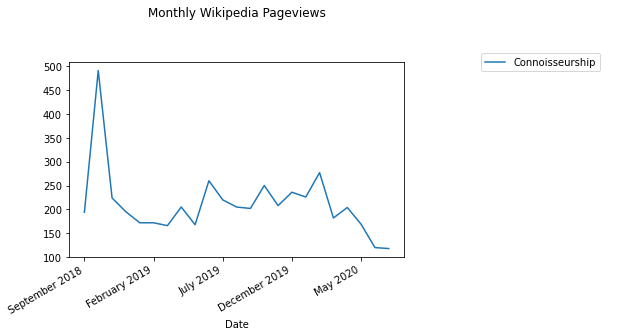 Monthly Wikipedia Pageviews
Connoisseurship
500
450
400
350
300
250
200
150
100
September 2018
February 2019
July 2019
December 2019
May 2020
Date